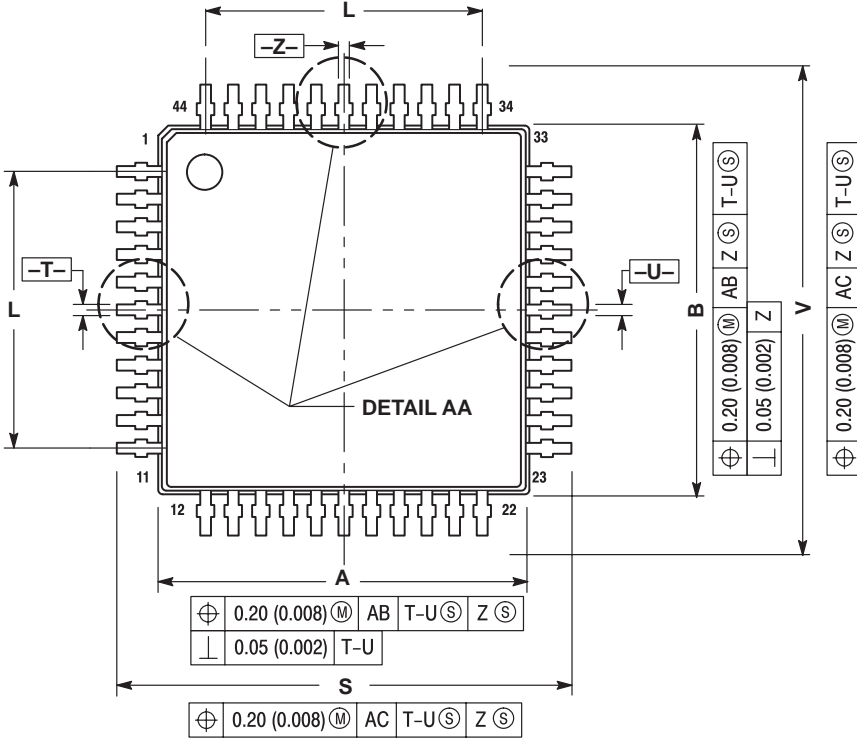 L
–Z–
44
34
1
33
–T–
–U–
L
B
V
⌖ 0.20 (0.008) Ⓜ AB Z Ⓢ T–U Ⓢ
⊥ 0.05 (0.002) Z
⌖ 0.20 (0.008) Ⓜ AC Z Ⓢ T–U Ⓢ
DETAIL AA
11
23
12
22
A
⌖ 0.20 (0.008) Ⓜ AB T–U Ⓢ Z Ⓢ
⊥ 0.05 (0.002) T–U
S
⌖ 0.20 (0.008) Ⓜ AC T–U Ⓢ Z Ⓢ